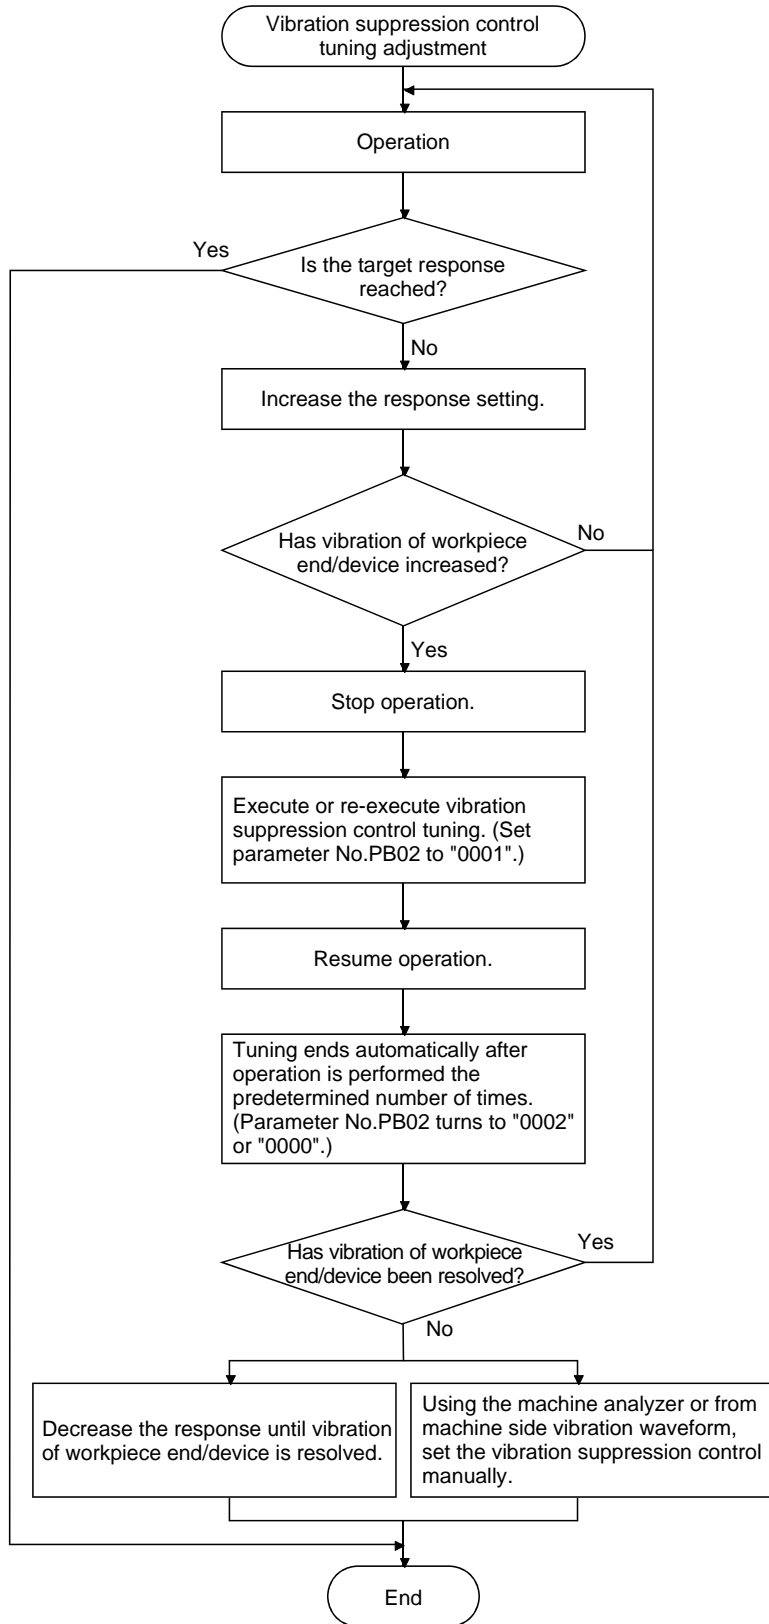 Vibration suppression control
tuning adjustment
Operation
Yes
Is the target response
reached?
No
Increase the response setting.
Has vibration of workpiece
end/device increased?
No
Yes
Stop operation.
Execute or re-execute vibration
suppression control tuning. (Set
parameter No.PB02 to "0001".)
Resume operation.
Tuning ends automatically after
operation is performed the
predetermined number of times.
(Parameter No.PB02 turns to "0002"
or "0000".)
Has vibration of workpiece
end/device been resolved?
Yes
No
Decrease the response until vibration
of workpiece end/device is resolved.
Using the machine analyzer or from
machine side vibration waveform,
set the vibration suppression control
manually.
End